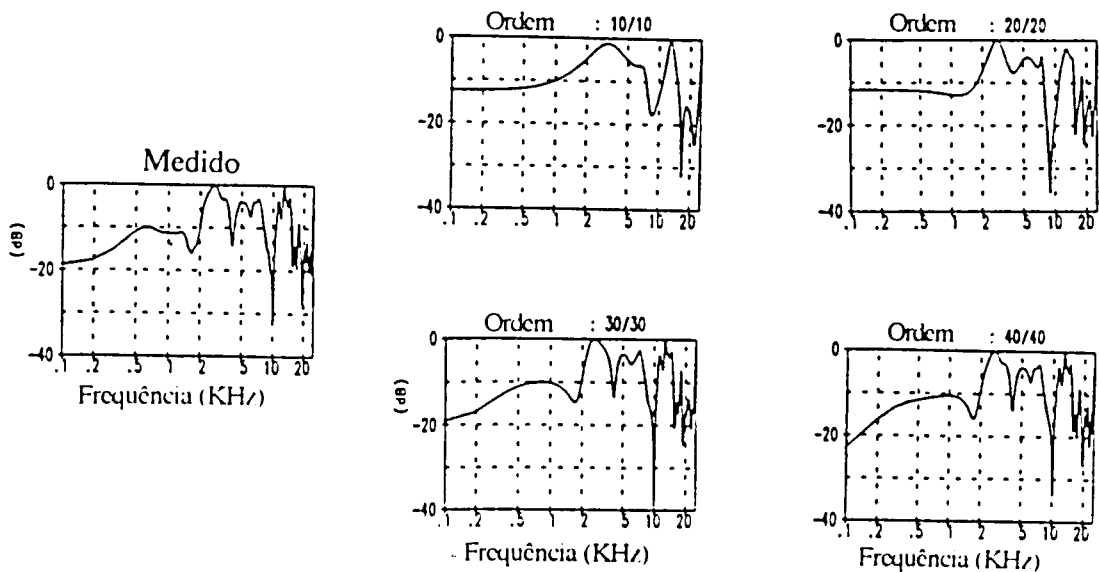 Ordem : 10/10
0
-20
-40
.1 .2 .5 1 2 5 10 20
Ordem : 20/20
0
-20
-40
.1 .2 .5 1 2 5 10 20
Medido
0
-20
-40
(dB)
.1 .2 .5 1 2 5 10 20
Frequência (KHz)
Ordem : 30/30
0
-20
-40
(dB)
.1 .2 .5 1 2 5 10 20
Frequência (KHz)
Ordem : 40/40
0
-20
-40
.1 .2 .5 1 2 5 10 20
Frequência (KHz)